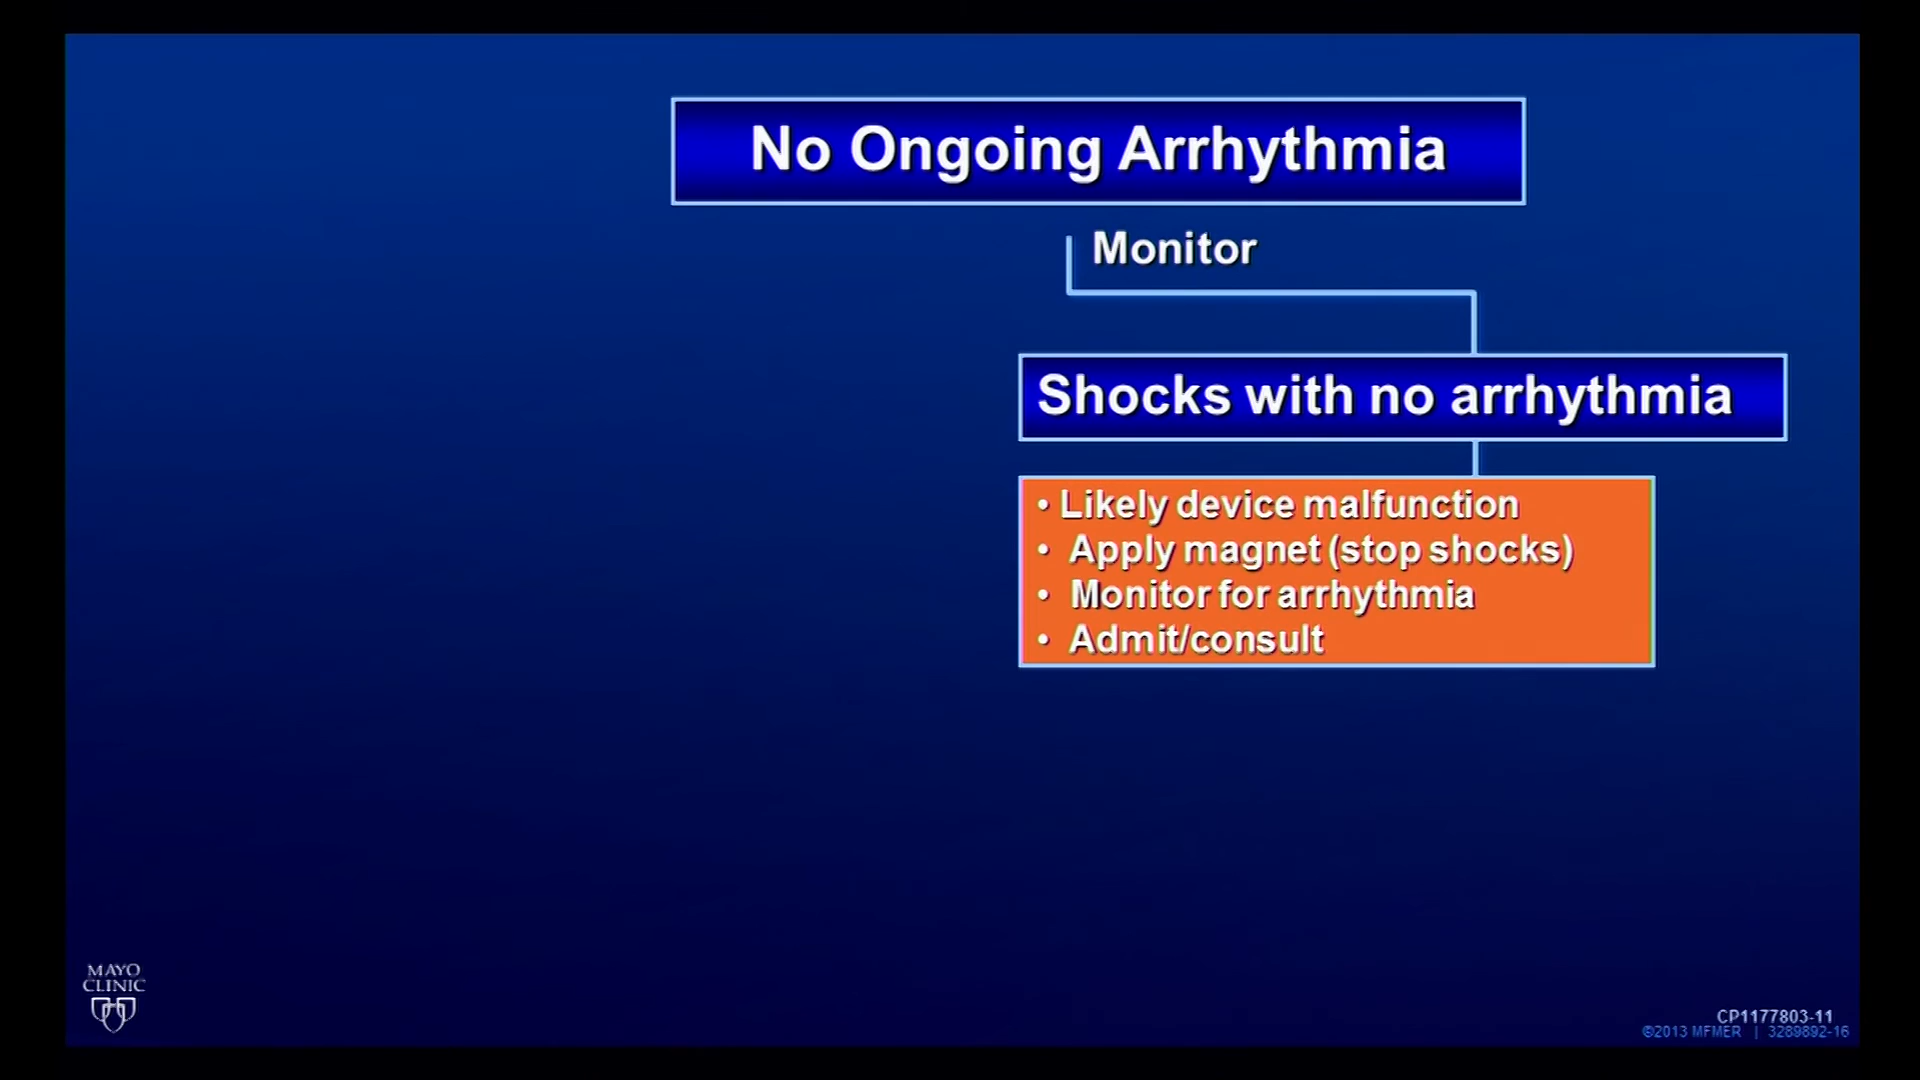 No Ongoing Arrhythmia
Monitor
Shocks with no arrhythmia
• Likely device malfunction
• Apply magnet (stop shocks)
• Monitor for arrhythmia
• Admit/consult
MAYO
CLINIC
CP1177803-11
©2013 MFMER | 3289892-16